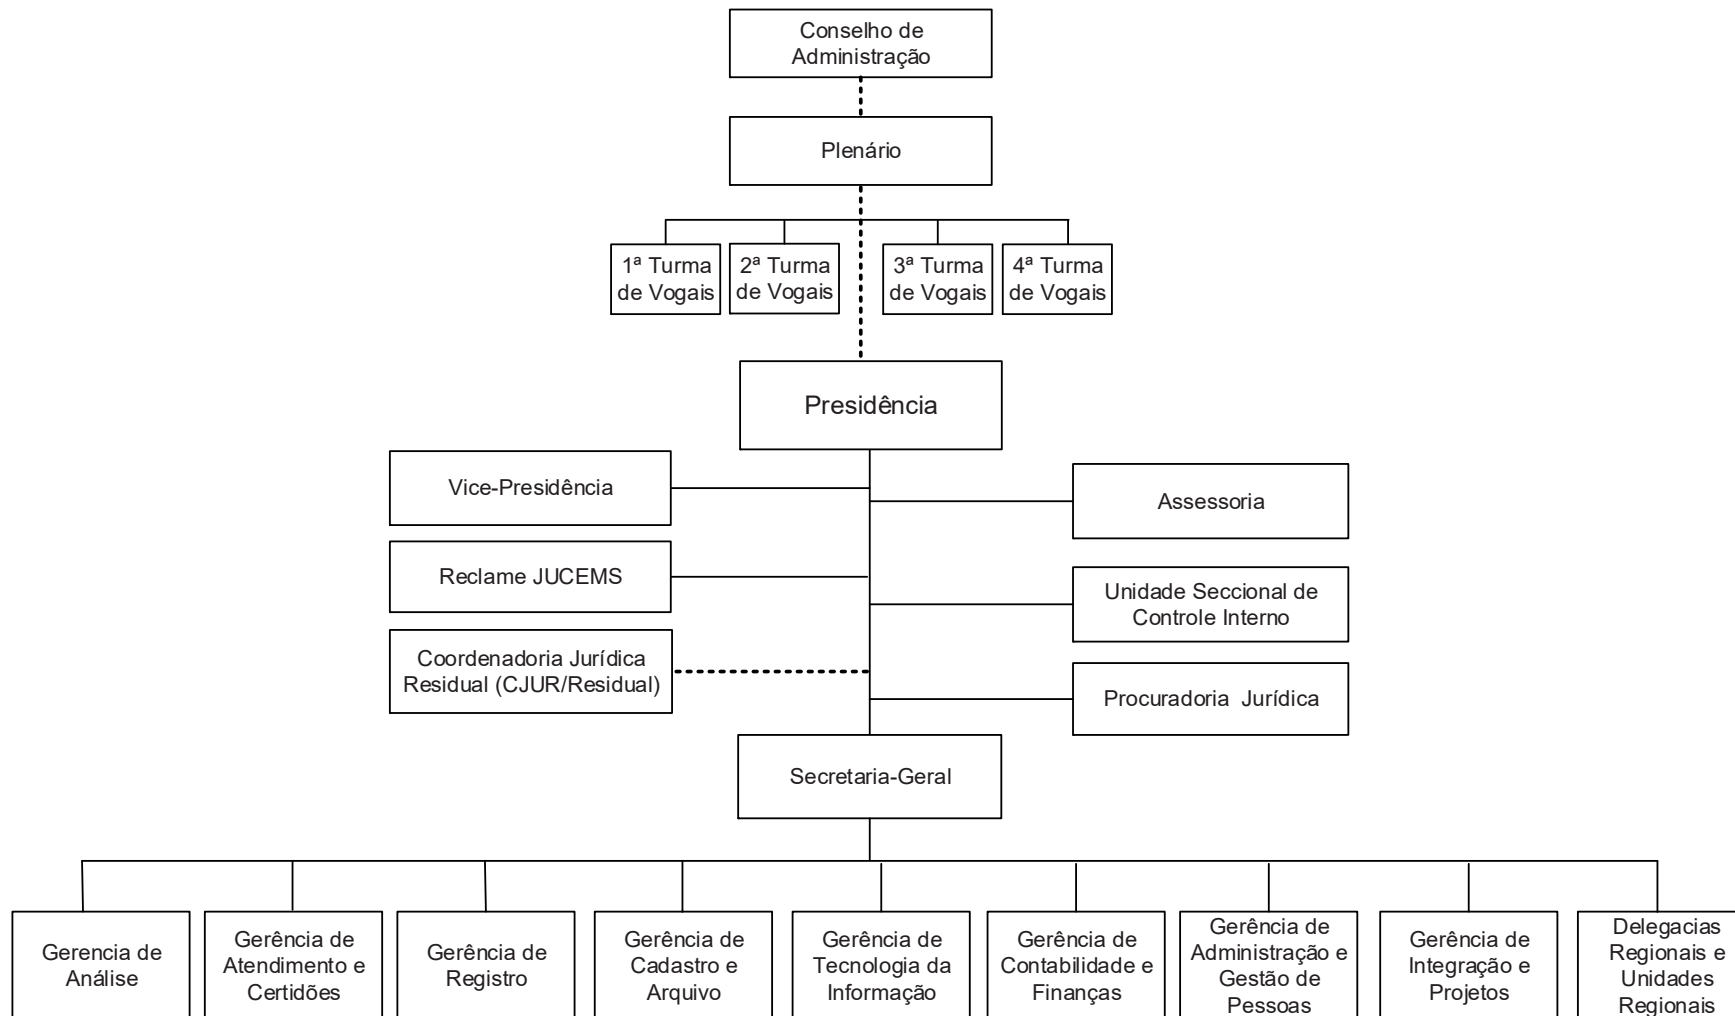 Conselho de
Administração
Plenário
1ª Turma
de Vogais
2ª Turma
de Vogais
3ª Turma
de Vogais
4ª Turma
de Vogais
Presidência
Vice-Presidência
Assessoria
Reclame JUCEMS
Unidade Seccional de
Controle Interno
Coordenadoria Jurídica
Residual (CJUR/Residual)
Procuradoria  Jurídica
Secretaria-Geral
Gerencia de
Análise
Gerência de
Atendimento e
Certidões
Gerência de
Registro
Gerência de
Cadastro e
Arquivo
Gerência de
Tecnologia da
Informação
Gerência de
Contabilidade e
Finanças
Gerência de
Administração e
Gestão de
Pessoas
Gerência de
Integração e
Projetos
Delegacias
Regionais e
Unidades
Regionais